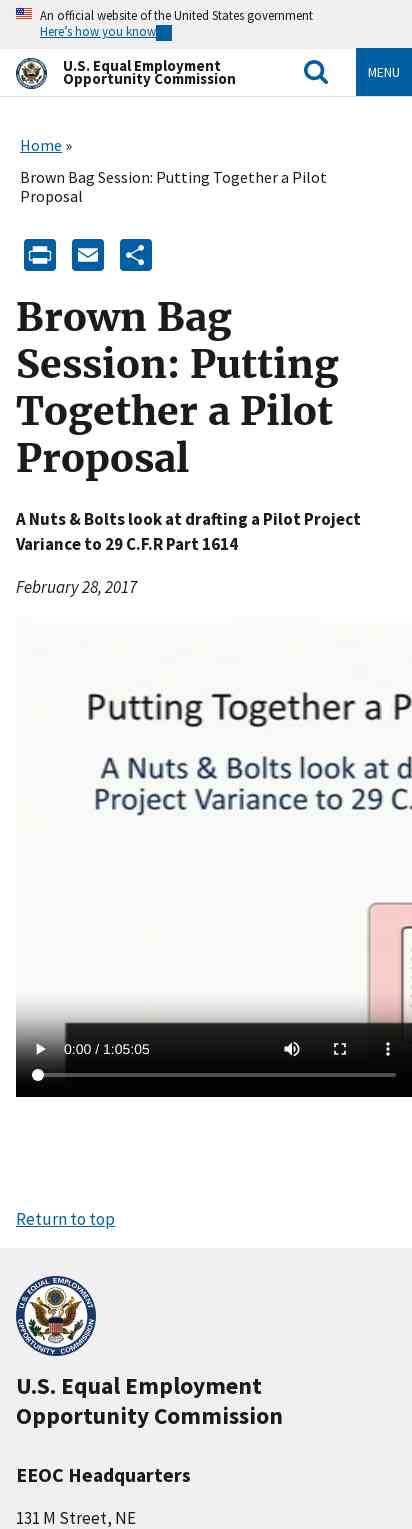 An official website of the United States government
Here's how you know
U.S. Equal Employment
Opportunity Commission
MENU
Home »
Brown Bag Session: Putting Together a Pilot
Proposal
Brown Bag
Session: Putting
Together a Pilot
Proposal
A Nuts & Bolts look at drafting a Pilot Project
Variance to 29 C.F.R Part 1614
February 28, 2017
Putting Together a P
A Nuts & Bolts look at d
Project Variance to 29 C.
0:00 / 1:05:05
Return to top
U.S. EQUAL EMPLOYMENT
OPPORTUNITY COMMISSION
U.S. Equal Employment
Opportunity Commission
EEOC Headquarters
131 M Street, NE